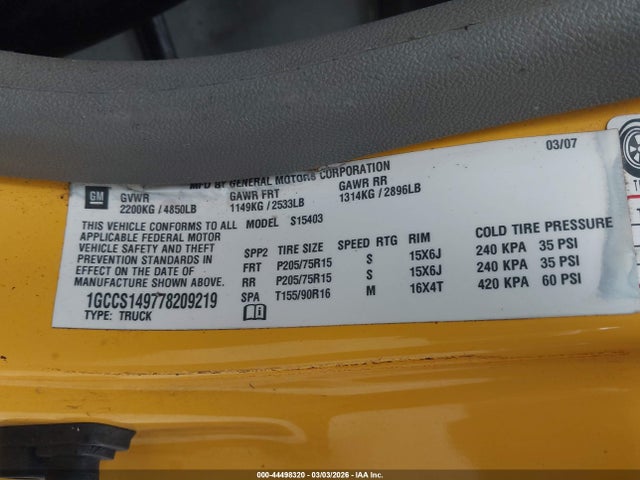 MFD BY GENERAL MOTORS CORPORATION 03/07
GM GVWR GAWR FRT GAWR RR
2200KG / 4850LB 1149KG / 2533LB 1314KG / 2896LB
THIS VEHICLE CONFORMS TO ALL MODEL S15403
APPLICABLE FEDERAL MOTOR
VEHICLE SAFETY AND THEFT
PREVENTION STANDARDS IN
EFFECT ON THE DATE OF
MANUFACTURE SHOWN ABOVE.
1GCCS149778209219
TYPE: TRUCK
SPP2 TIRE SIZE SPEED RTG RIM COLD TIRE PRESSURE
FRT P205/75R15 S 15X6J 240 KPA 35 PSI
RR P205/75R15 S 15X6J 240 KPA 35 PSI
SPA T155/90R16 M 16X4T 420 KPA 60 PSI
000-44498320 - 03/03/2026 - IAAI COPYRIGHT